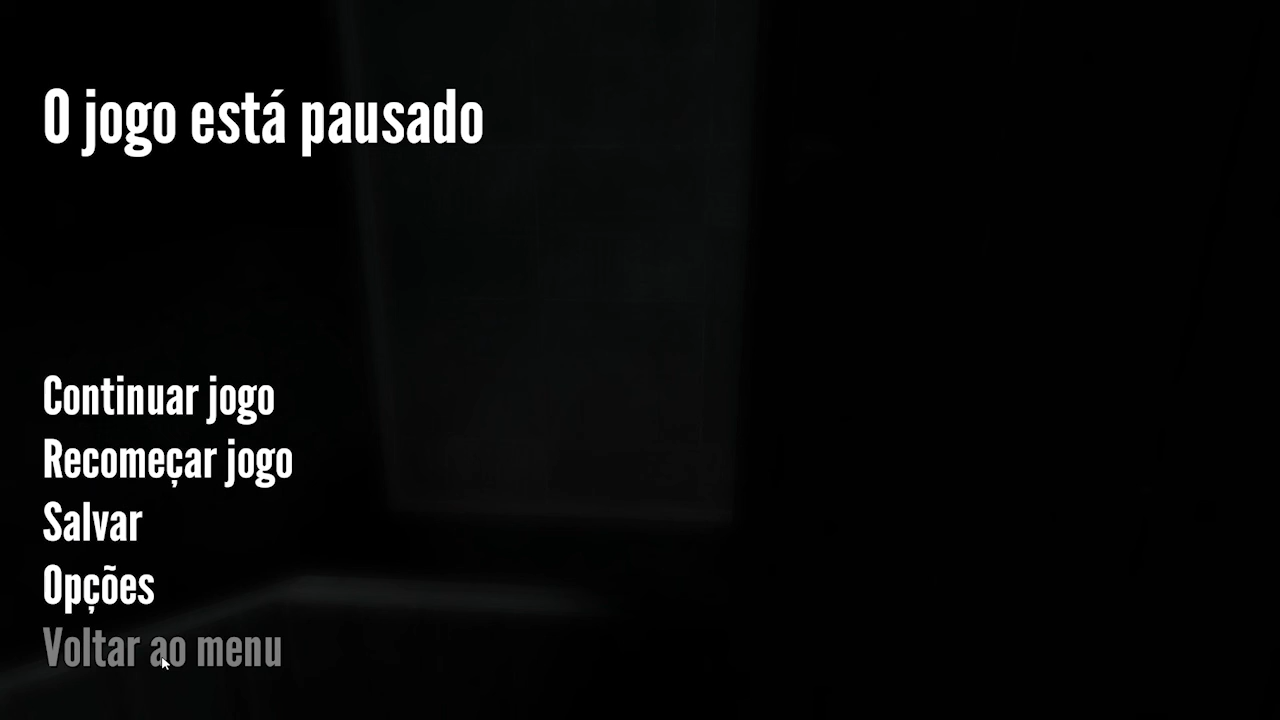 O jogo está pausado
Continuar jogo
Recomeçar jogo
Salvar
Opções
Voltar ao menu